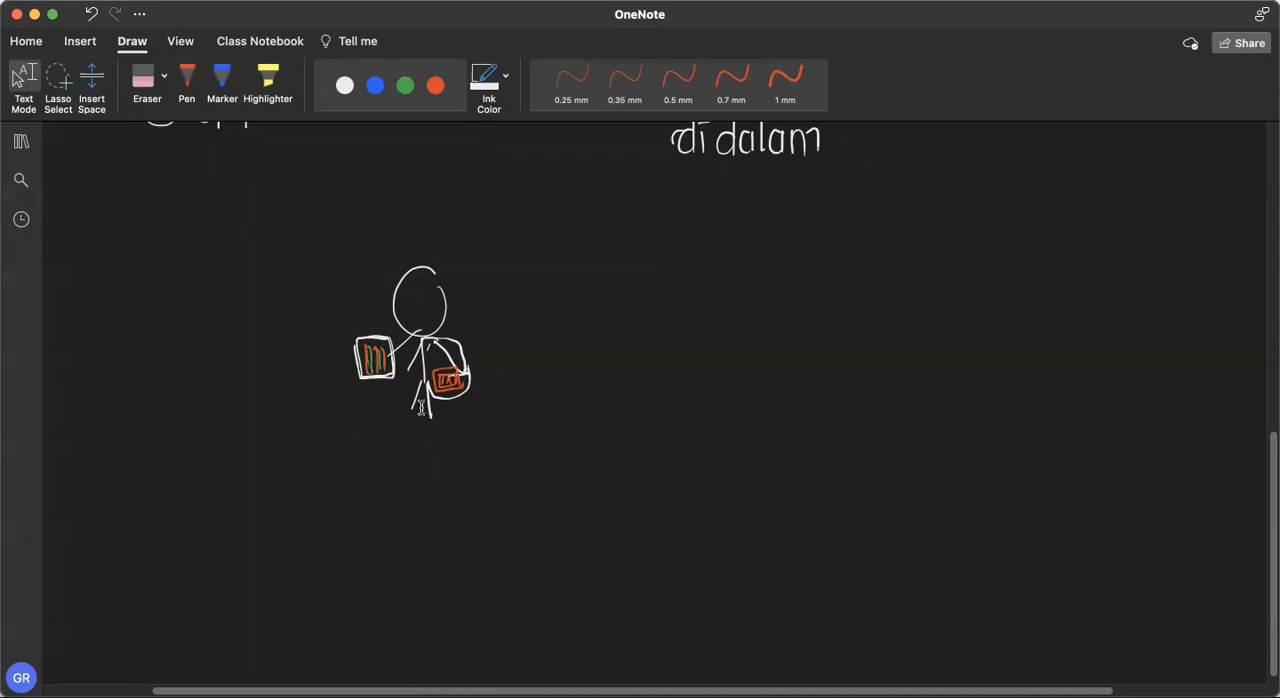 OneNote
Home Insert Draw View Class Notebook Tell me
Share
Text Mode
Lasso Select
Insert Space
Eraser
Pen
Marker
Highlighter
Ink Color
0.25 mm
0.35 mm
0.5 mm
0.7 mm
1 mm
di dalam
GR